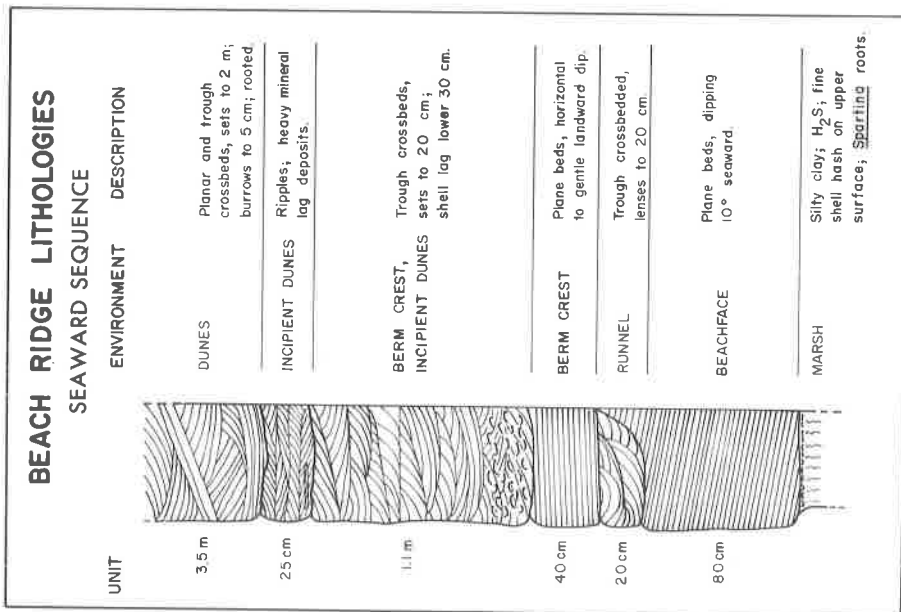 BEACH RIDGE LITHOLOGIES
SEAWARD SEQUENCE
UNIT ENVIRONMENT DESCRIPTION
3.5 m DUNES Planar and trough
crossbeds, sets to 2 m;
burrows to 5 cm; rooted.
25 cm INCIPIENT DUNES Ripples; heavy mineral
lag deposits.
1.1 m BERM CREST, Trough crossbeds,
INCIPIENT DUNES sets to 20 cm;
shell lag lower 30 cm.
40 cm BERM CREST Plane beds, horizontal
to gentle landward dip.
20 cm RUNNEL Trough crossbedded,
lenses to 20 cm.
80 cm BEACHFACE Plane beds, dipping
10° seaward.
MARSH Silty clay; H₂S; fine
shell hash on upper
surface; Spartina roots.